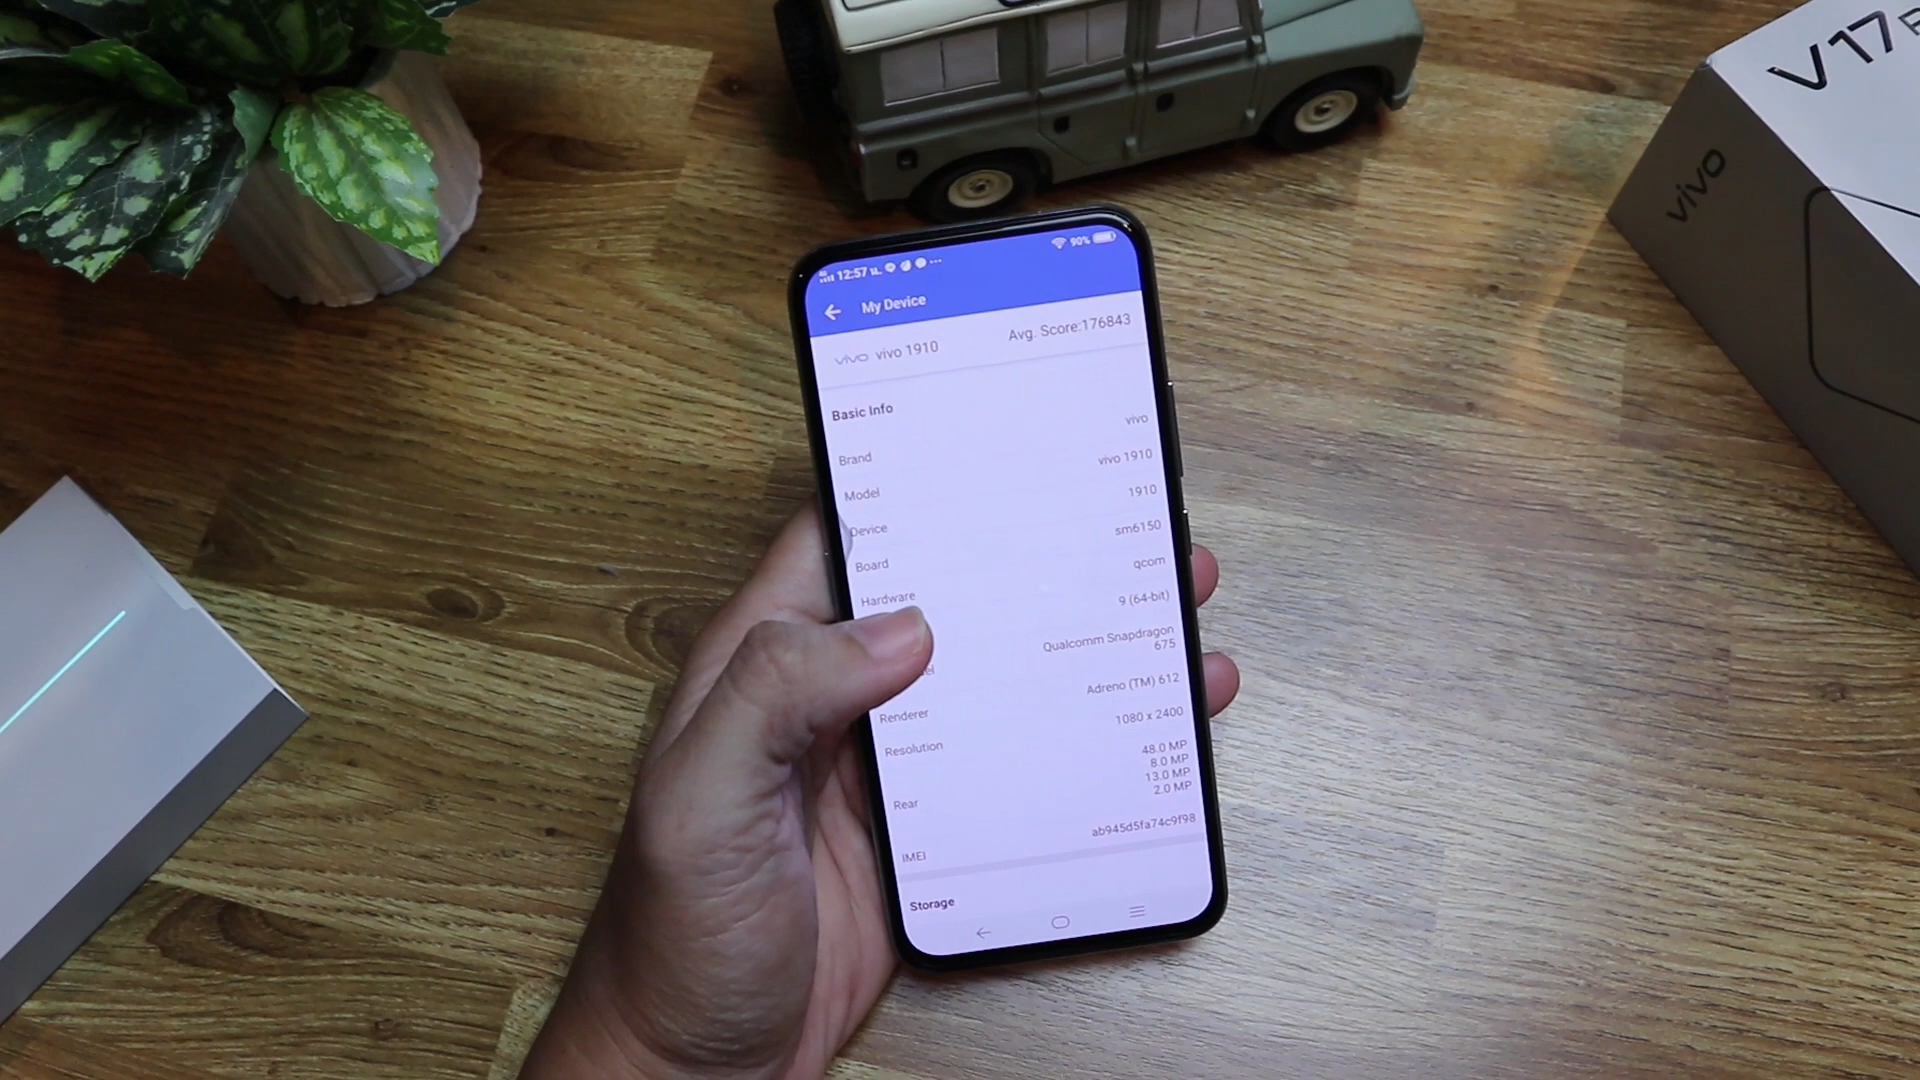 V17
vivo
12:57 น.
90%
My Device
vivo vivo 1910
Avg. Score:176843
Basic Info
Brand
vivo
Model
vivo 1910
Device
1910
Board
sm6150
Hardware
qcom
9 (64-bit)
Qualcomm Snapdragon
675
Renderer
Adreno (TM) 612
Resolution
1080 x 2400
Rear
48.0 MP
8.0 MP
13.0 MP
2.0 MP
IMEI
ab945d5fa74c9f98
Storage